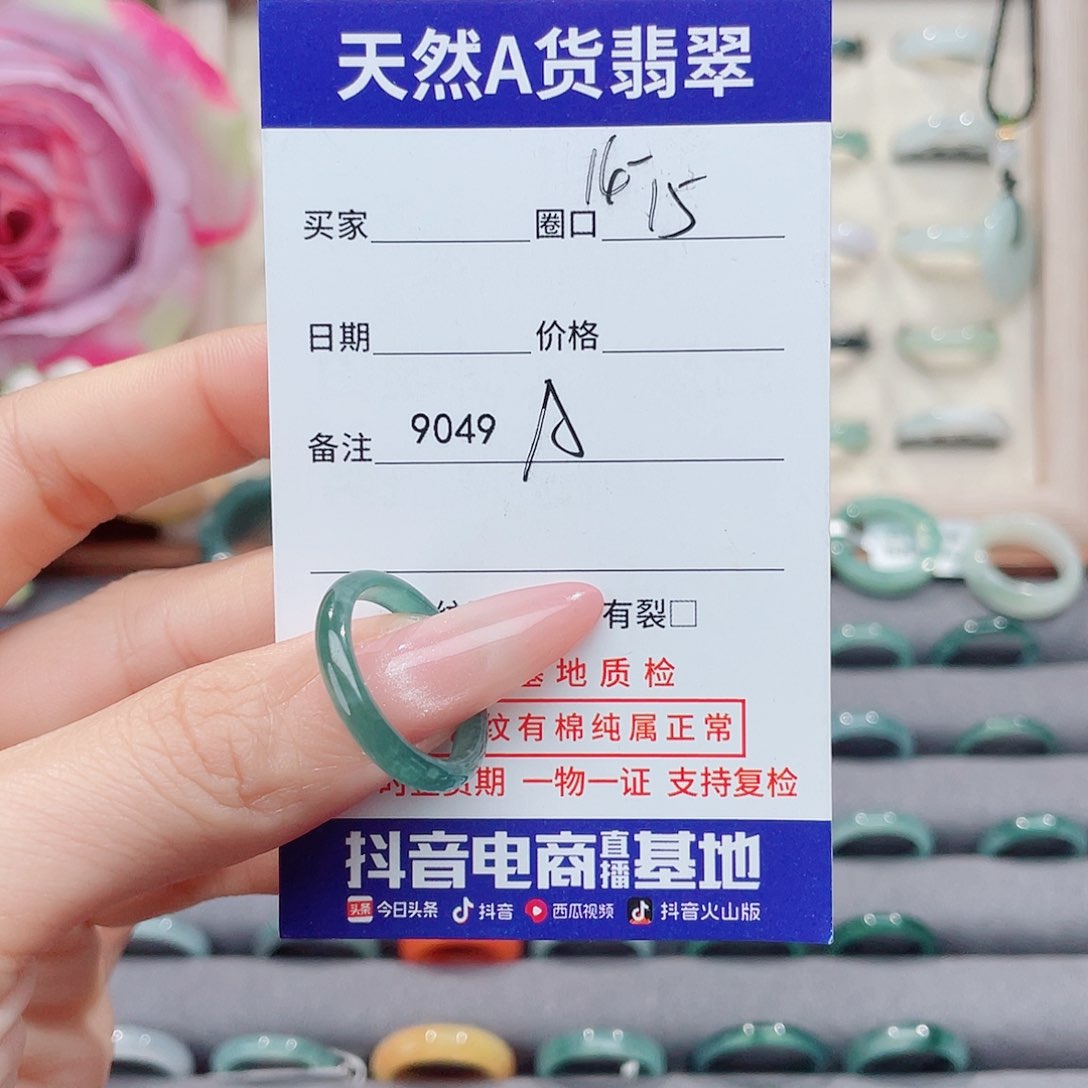 天然A货翡翠
16-15
买家 圈口
日期 价格
备注 9049 A
有裂□
基地质检
纹有棉纯属正常
货期 一物一证 支持复检
抖音电商直播基地
头条 今日头条 抖音 西瓜视频 抖音火山版